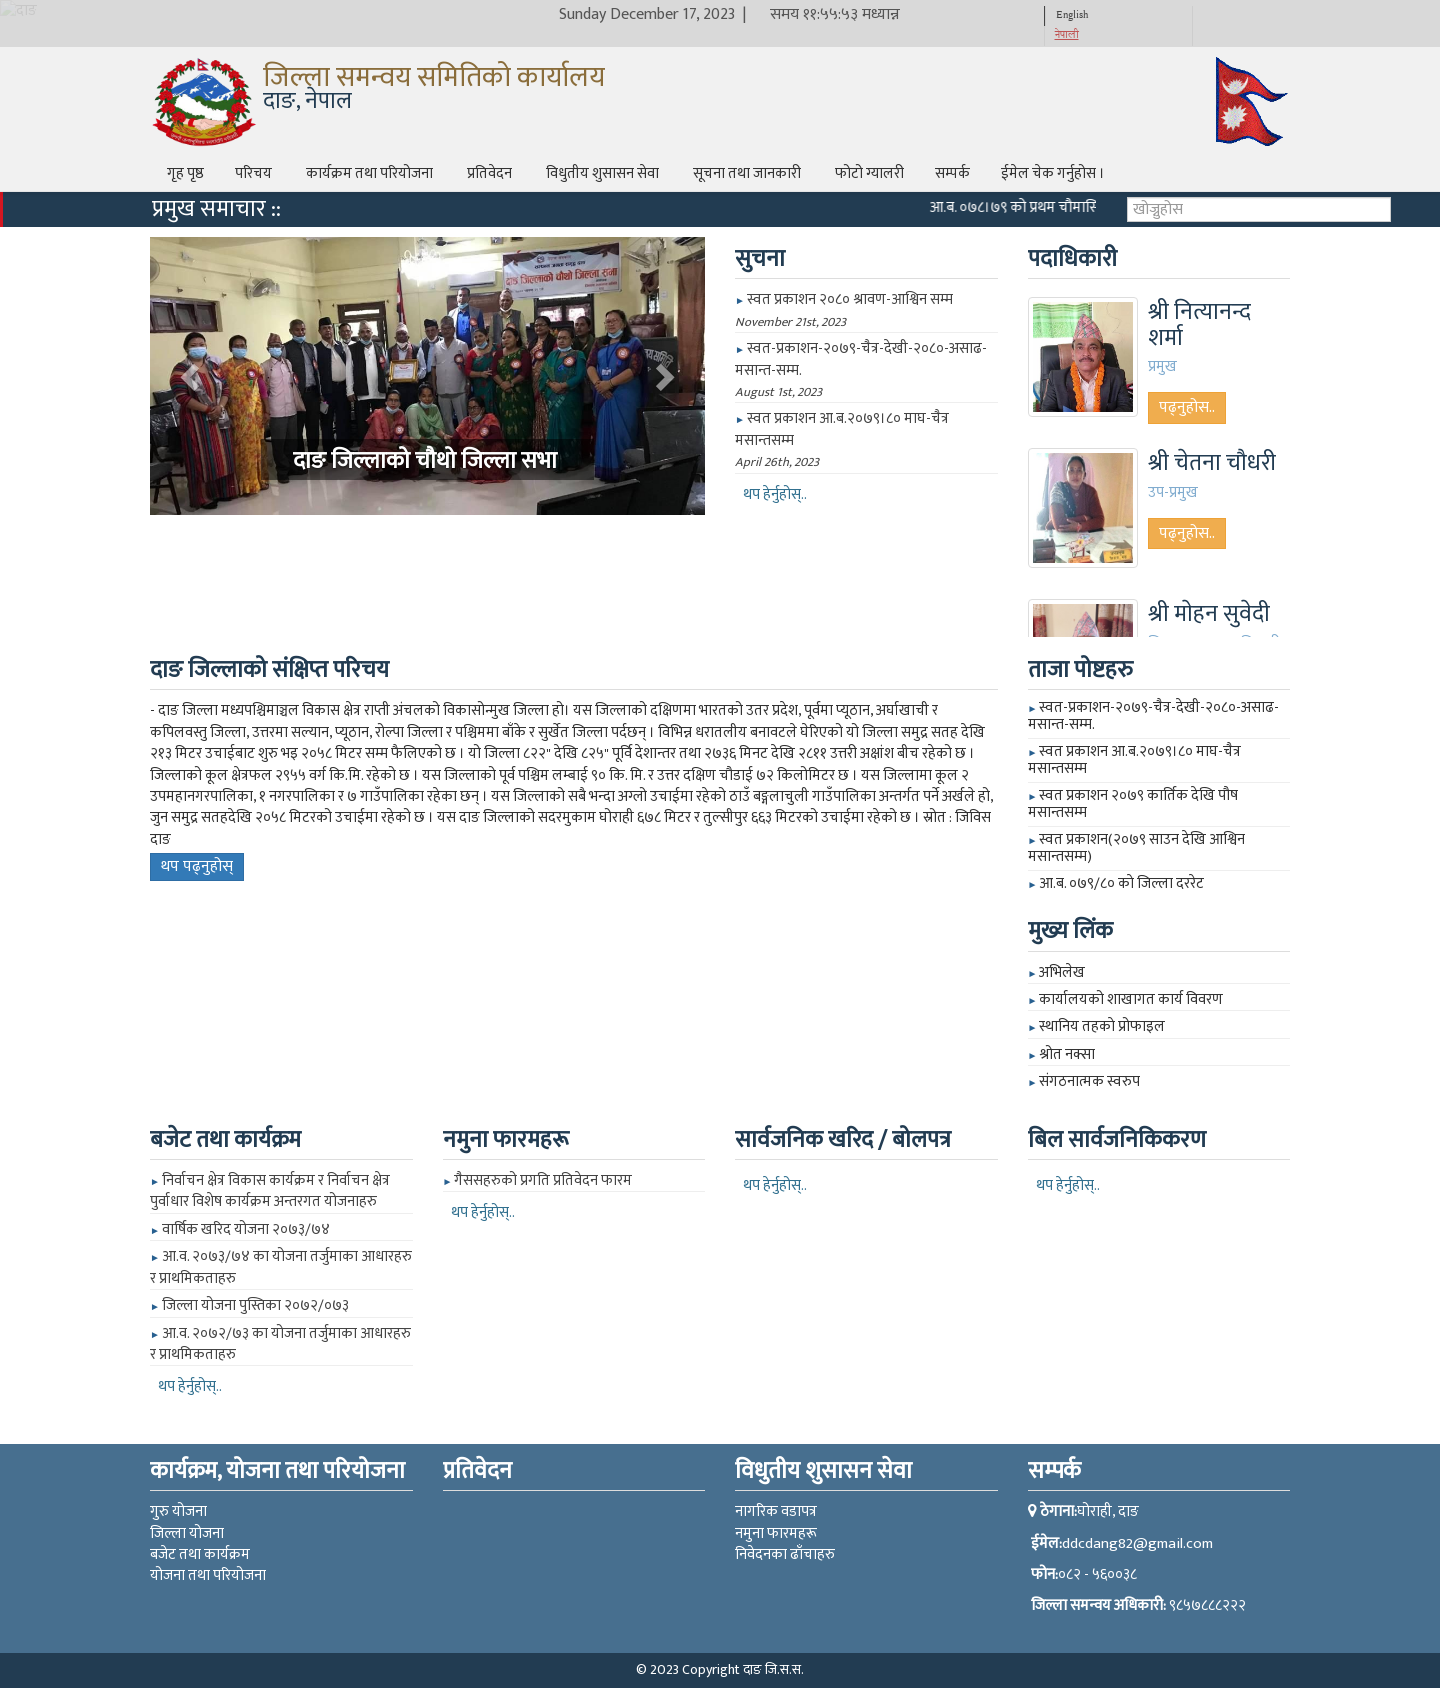 दाङ
Sunday December 17, 2023 | समय ११:५५:५३ मध्यान्न
English
नेपाली
जिल्ला समन्वय समितिको कार्यालय
दाङ, नेपाल
गृह पृष्ठ परिचय कार्यक्रम तथा परियोजना प्रतिवेदन विधुतीय शुसासन सेवा सूचना तथा जानकारी फोटो ग्यालरी सम्पर्क ईमेल चेक गर्नुहोस ।
प्रमुख समाचार :: आ.ब. ०७८।७९ को प्रथम चौमासि खोज्नुहोस
दाङ जिल्लाको चौथो जिल्ला सभा
सुचना
► स्वत प्रकाशन २०८० श्रावण-आश्विन सम्म
November 21st, 2023
► स्वत-प्रकाशन-२०७९-चैत्र-देखी-२०८०-असाढ-
मसान्त-सम्म.
August 1st, 2023
► स्वत प्रकाशन आ.ब.२०७९।८० माघ-चैत्र
मसान्तसम्म
April 26th, 2023
थप हेर्नुहोस्..
पदाधिकारी
श्री नित्यानन्द
शर्मा
प्रमुख
पढ्नुहोस..
श्री चेतना चौधरी
उप-प्रमुख
पढ्नुहोस..
श्री मोहन सुवेदी
दाङ जिल्लाको संक्षिप्त परिचय
- दाङ जिल्ला मध्यपश्चिमाञ्चल विकास क्षेत्र राप्ती अंचलको विकासोन्मुख जिल्ला हो। यस जिल्लाको दक्षिणमा भारतको उतर प्रदेश, पूर्वमा प्यूठान, अर्घाखाची र
कपिलवस्तु जिल्ला, उत्तरमा सल्यान, प्यूठान, रोल्पा जिल्ला र पश्चिममा बाँके र सुर्खेत जिल्ला पर्दछन् । विभिन्न धरातलीय बनावटले घेरिएको यो जिल्ला समुद्र सतह देखि
२१३ मिटर उचाईबाट शुरु भइ २०५८ मिटर सम्म फैलिएको छ । यो जिल्ला ८२२" देखि ८२५" पूर्वि देशान्तर तथा २७३६ मिनट देखि २८११ उत्तरी अक्षांश बीच रहेको छ ।
जिल्लाको कूल क्षेत्रफल २९५५ वर्ग कि.मि. रहेको छ । यस जिल्लाको पूर्व पश्चिम लम्बाई ९० कि. मि. र उत्तर दक्षिण चौडाई ७२ किलोमिटर छ । यस जिल्लामा कूल २
उपमहानगरपालिका, १ नगरपालिका र ७ गाउँपालिका रहेका छन् । यस जिल्लाको सबै भन्दा अग्लो उचाईमा रहेको ठाउँ बङ्गलाचुली गाउँपालिका अन्तर्गत पर्ने अर्खले हो,
जुन समुद्र सतहदेखि २०५८ मिटरको उचाईमा रहेको छ । यस दाङ जिल्लाको सदरमुकाम घोराही ६७८ मिटर र तुल्सीपुर ६६३ मिटरको उचाईमा रहेको छ । स्रोत : जिविस
दाङ
थप पढ्नुहोस्
ताजा पोष्टहरु
► स्वत-प्रकाशन-२०७९-चैत्र-देखी-२०८०-असाढ-
मसान्त-सम्म.
► स्वत प्रकाशन आ.ब.२०७९।८० माघ-चैत्र
मसान्तसम्म
► स्वत प्रकाशन २०७९ कार्तिक देखि पौष
मसान्तसम्म
► स्वत प्रकाशन(२०७९ साउन देखि आश्विन
मसान्तसम्म)
► आ.ब. ०७९/८० को जिल्ला दररेट
मुख्य लिंक
► अभिलेख
► कार्यालयको शाखागत कार्य विवरण
► स्थानिय तहको प्रोफाइल
► श्रोत नक्सा
► संगठनात्मक स्वरुप
बजेट तथा कार्यक्रम
► निर्वाचन क्षेत्र विकास कार्यक्रम र निर्वाचन क्षेत्र
पुर्वाधार विशेष कार्यक्रम अन्तरगत योजनाहरु
► वार्षिक खरिद योजना २०७३/७४
► आ.व. २०७३/७४ का योजना तर्जुमाका आधारहरु
र प्राथमिकताहरु
► जिल्ला योजना पुस्तिका २०७२/०७३
► आ.व. २०७२/७३ का योजना तर्जुमाका आधारहरु
र प्राथमिकताहरु
थप हेर्नुहोस्..
नमुना फारमहरू
► गैससहरुको प्रगति प्रतिवेदन फारम
थप हेर्नुहोस्..
सार्वजनिक खरिद / बोलपत्र
थप हेर्नुहोस्..
बिल सार्वजनिकिकरण
थप हेर्नुहोस्..
कार्यक्रम, योजना तथा परियोजना
गुरु योजना
जिल्ला योजना
बजेट तथा कार्यक्रम
योजना तथा परियोजना
प्रतिवेदन
विधुतीय शुसासन सेवा
नागरिक वडापत्र
नमुना फारमहरू
निवेदनका ढाँचाहरु
सम्पर्क
ठेगाना:घोराही, दाङ
ईमेल:ddcdang82@gmail.com
फोन:०८२ - ५६००३८
जिल्ला समन्वय अधिकारी: ९८५७८८८२२२
© 2023 Copyright दाङ जि.स.स.